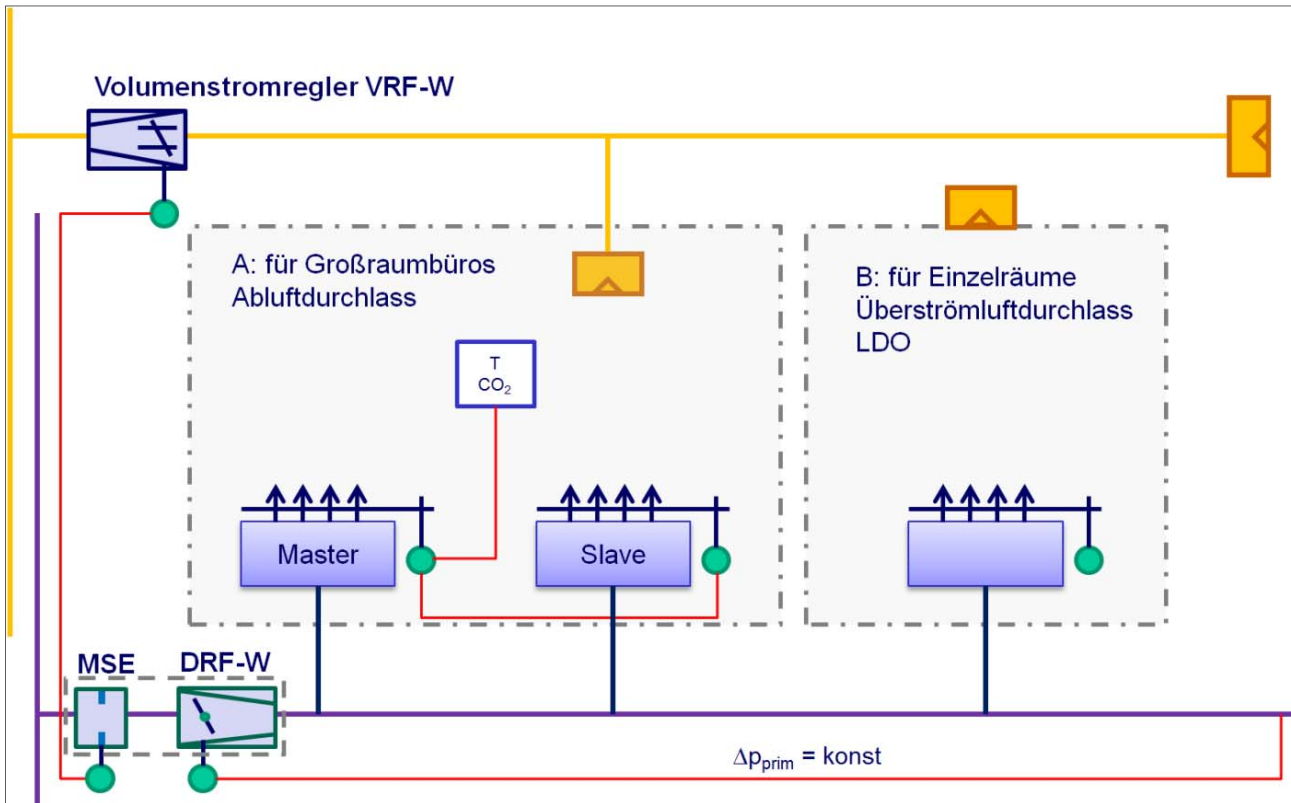 Volumenstromregler VRF-W
A: für Großraumbüros
Abluftdurchlass
B: für Einzelräume
Überströmluftdurchlass
LDO
T
CO₂
Master
Slave
MSE
DRF-W
Δpprim = konst